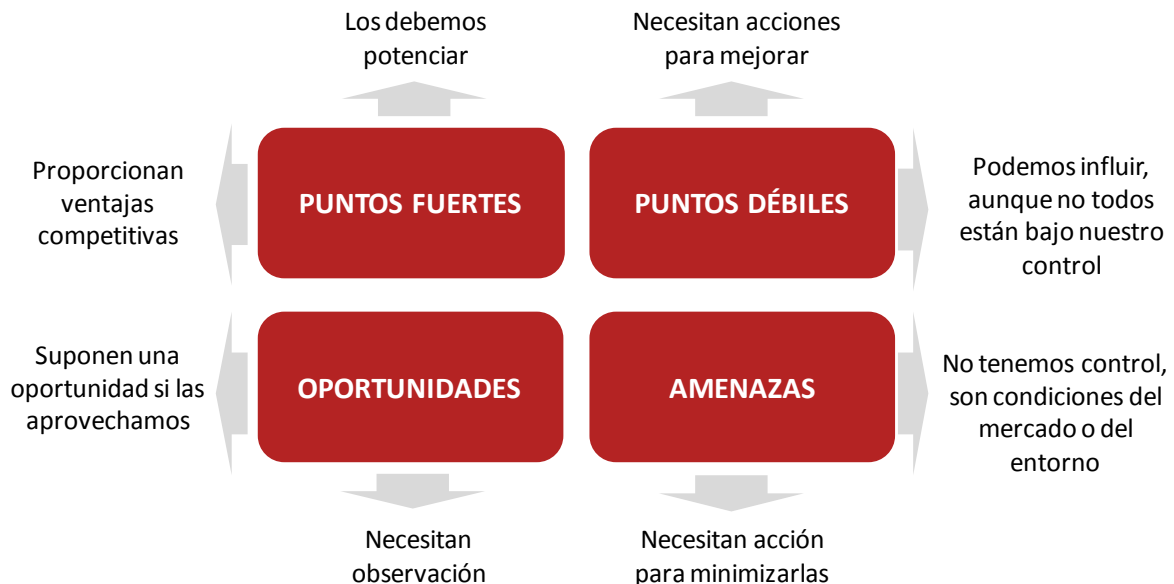 Los debemos
potenciar
Necesitan acciones
para mejorar
Proporcionan
ventajas
competitivas
PUNTOS FUERTES
PUNTOS DÉBILES
Podemos influir,
aunque no todos
están bajo nuestro
control
Suponen una
oportunidad si las
aprovechamos
OPORTUNIDADES
AMENAZAS
No tenemos control,
son condiciones del
mercado o del
entorno
Necesitan
observación
Necesitan acción
para minimizarlas